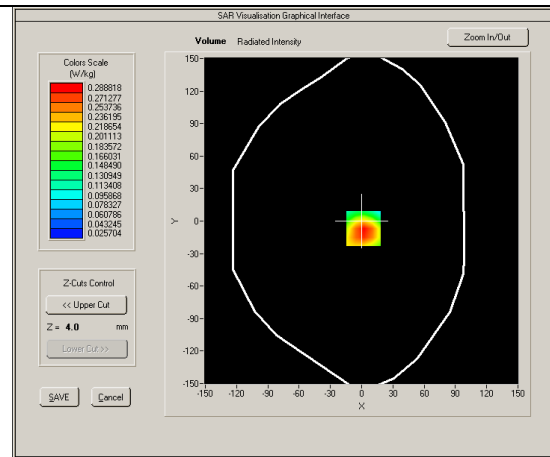 SAR Visualisation Graphical Interface
Volume Radiated Intensity
Zoom In/Out
Colors Scale
(W/kg)
0.288818
0.271277
0.253736
0.236195
0.218654
0.201113
0.183572
0.166031
0.148490
0.130949
0.113408
0.095868
0.078327
0.060786
0.043245
0.025704
Z-Cuts Control
<< Upper Cut
Z = 4.0 mm
Lower Cut >>
SAVE Cancel
150
120
90
60
30
0
-30
-60
-90
-120
-150
Y
-150 -120 -90 -60 -30 0 30 60 90 120 150
X